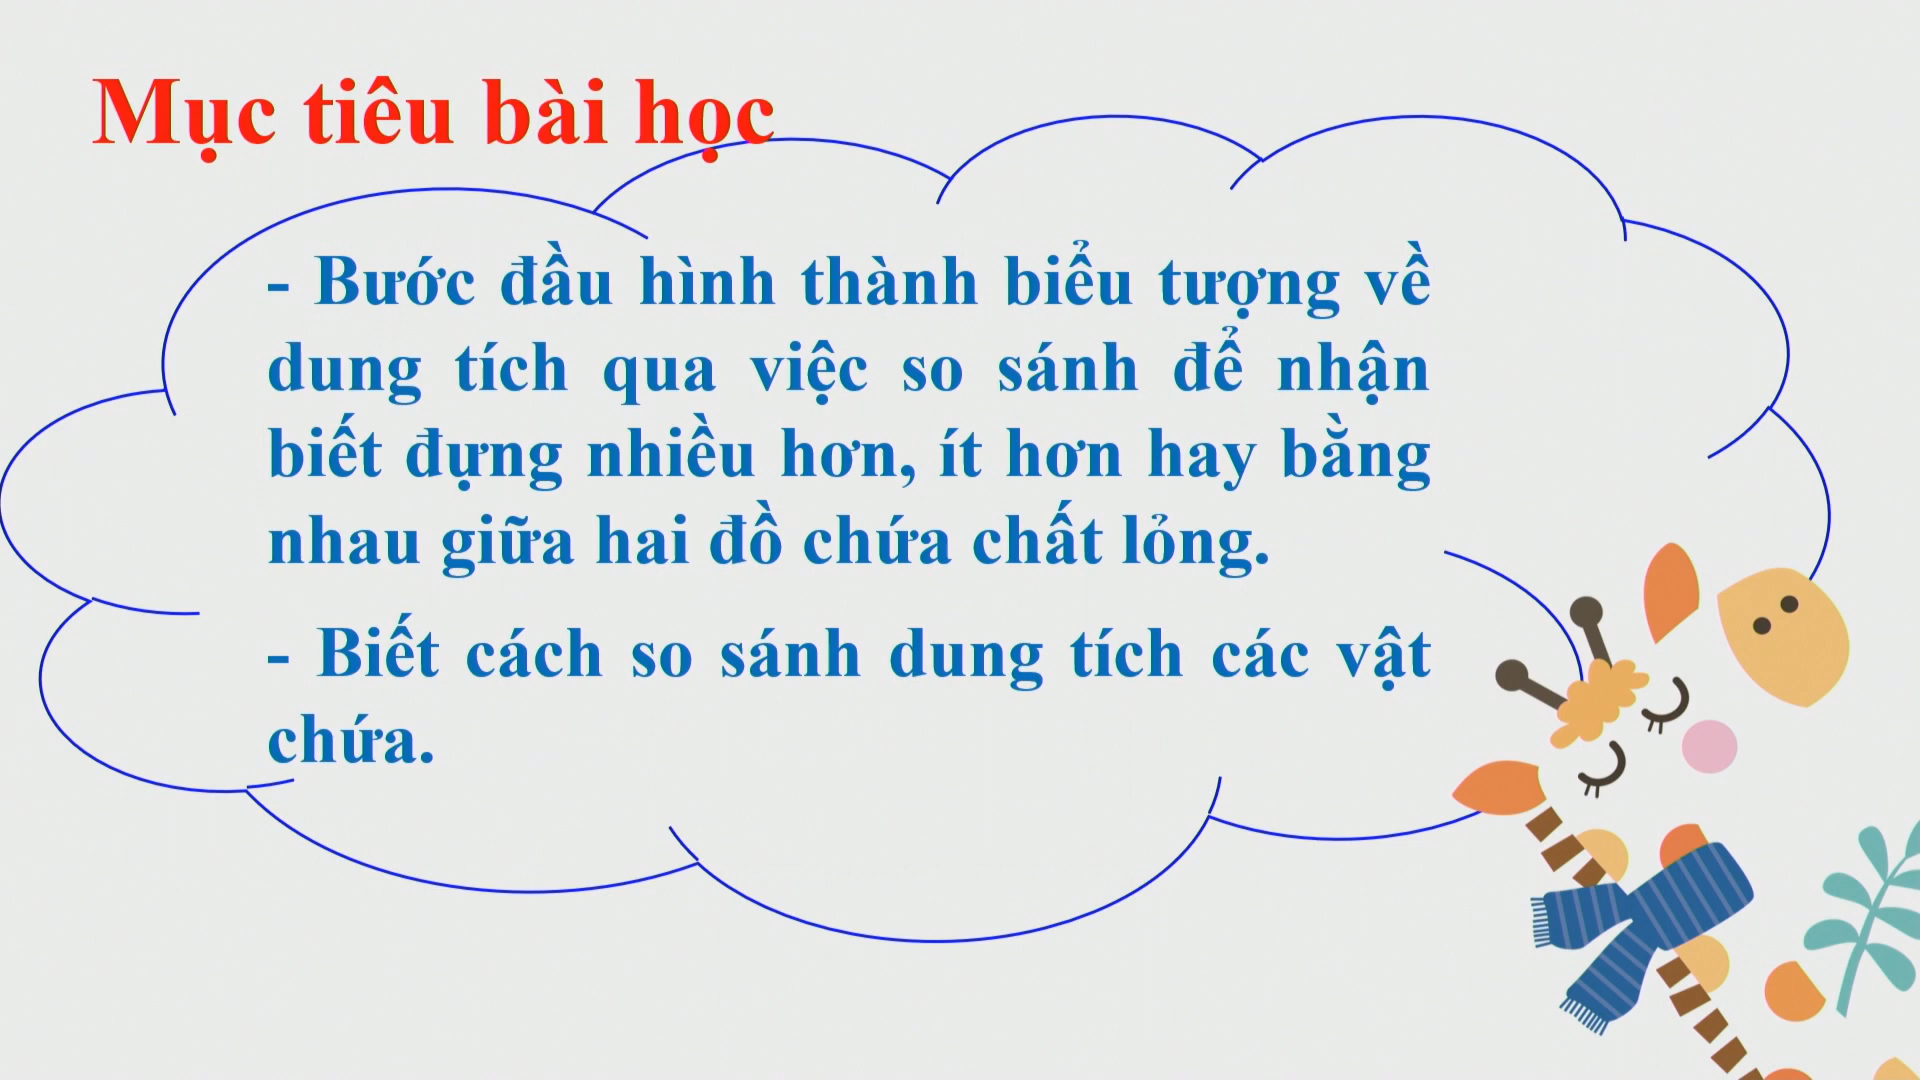 Mục tiêu bài học
- Bước đầu hình thành biểu tượng về
dung tích qua việc so sánh để nhận
biết đựng nhiều hơn, ít hơn hay bằng
nhau giữa hai đồ chứa chất lỏng.
- Biết cách so sánh dung tích các vật
chứa.